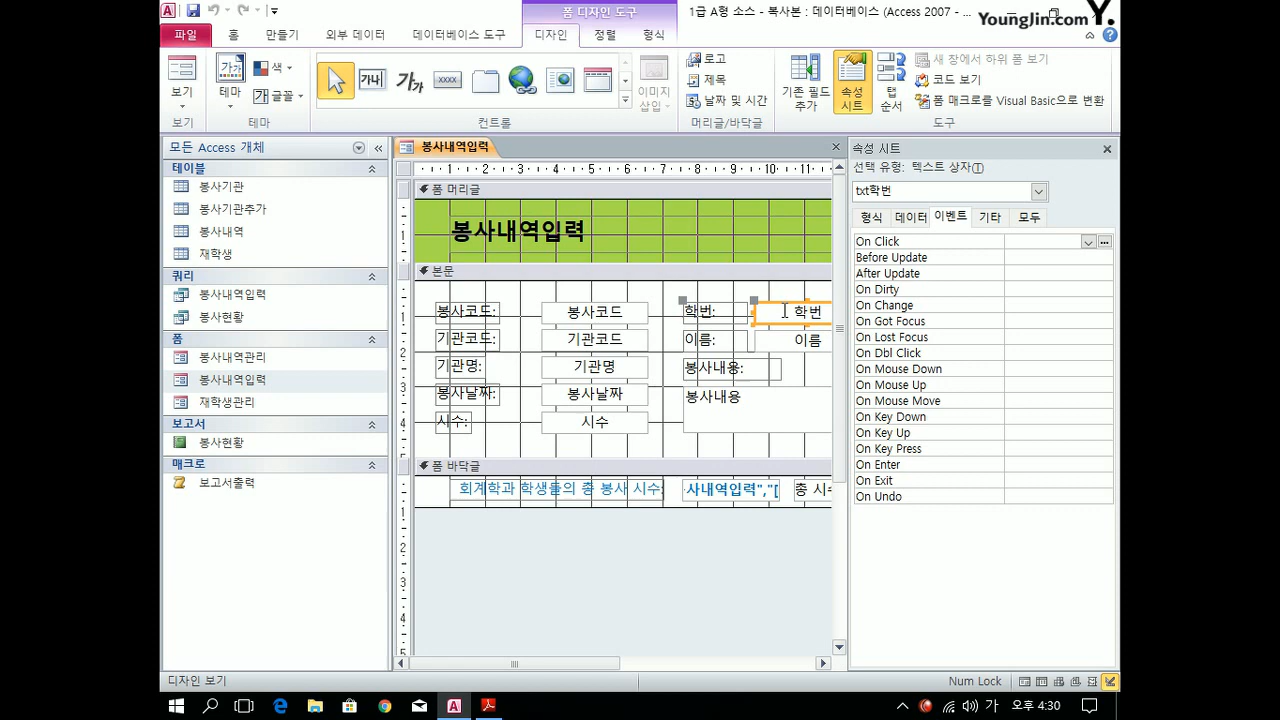 폼 디자인 도구
1급 A형 소스 - 복사본 : 데이터베이스 (Access 2007 - ...
YoungJin.com Y.
파일 홈 만들기 외부 데이터 데이터베이스 도구 디자인 정렬 형식
보기
테마
색
가 글꼴
가나
가가
xxxx
이미지
삽입
로고
제목
날짜 및 시간
기존 필드
추가
속성
시트
탭
순서
새 창에서 하위 폼 보기
코드 보기
폼 매크로를 Visual Basic으로 변환
보기 테마 컨트롤 머리글/바닥글 도구
모든 Access 개체
테이블
봉사기관
봉사기관추가
봉사내역
재학생
쿼리
봉사내역입력
봉사현황
폼
봉사내역관리
봉사내역입력
재학생관리
보고서
봉사현황
매크로
보고서출력
봉사내역입력
1 2 3 4 5 6 7 8 9 10 11
폼 머리글
봉사내역입력
본문
봉사코드: 봉사코드 학번: 학번
기관코드: 기관코드 이름: 이름
기관명: 기관명 봉사내용:
봉사날짜: 봉사날짜 봉사내용
시수: 시수
폼 바닥글
회계학과 학생들의 총 봉사 시수: 사내역입력","[ 총 시수
속성 시트
선택 유형: 텍스트 상자(T)
txt학번
형식 데이터 이벤트 기타 모두
On Click
Before Update
After Update
On Dirty
On Change
On Got Focus
On Lost Focus
On Dbl Click
On Mouse Down
On Mouse Up
On Mouse Move
On Key Down
On Key Up
On Key Press
On Enter
On Exit
On Undo
디자인 보기
Num Lock
가 오후 4:30